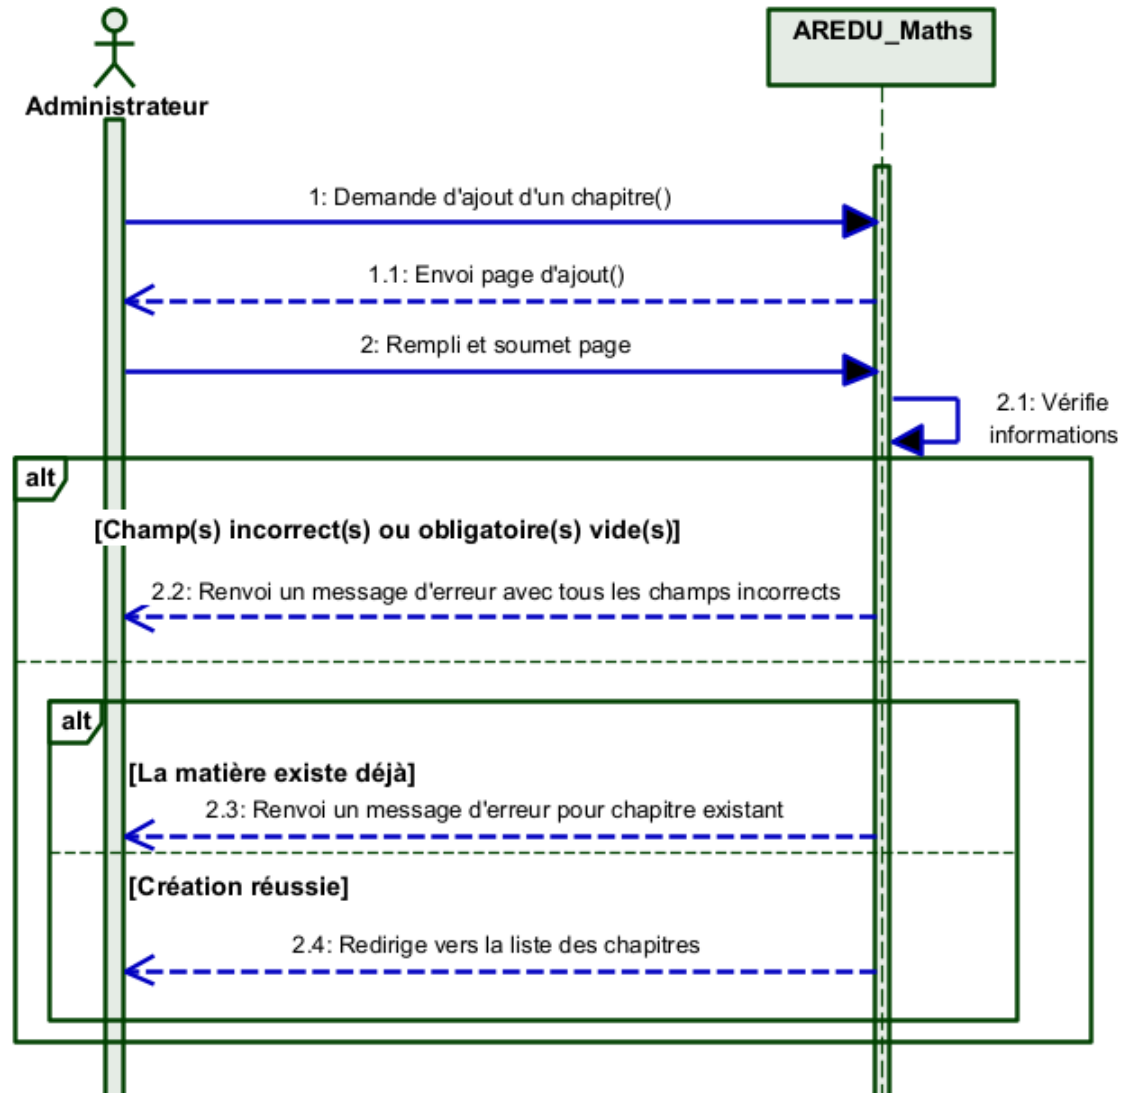 Administrateur
AREDU_Maths
1: Demande d'ajout d'un chapitre()
1.1: Envoi page d'ajout()
2: Rempli et soumet page
2.1: Vérifie
informations
alt
[Champ(s) incorrect(s) ou obligatoire(s) vide(s)]
2.2: Renvoi un message d'erreur avec tous les champs incorrects
alt
[La matière existe déjà]
2.3: Renvoi un message d'erreur pour chapitre existant
[Création réussie]
2.4: Redirige vers la liste des chapitres